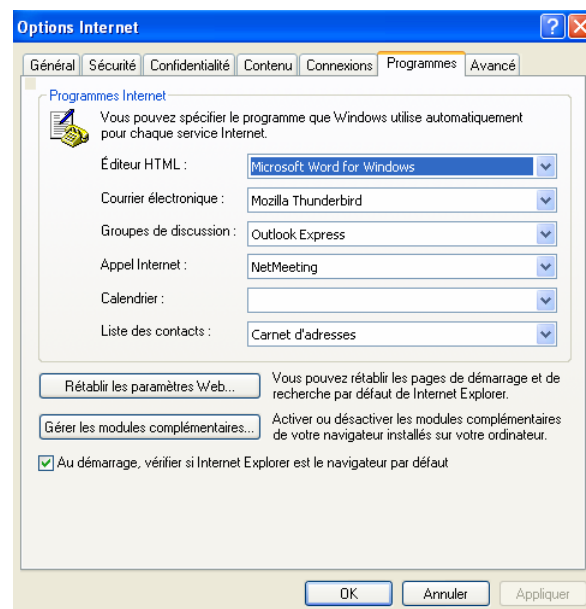 Options Internet
Général Sécurité Confidentialité Contenu Connexions Programmes Avancé
Programmes Internet
Vous pouvez spécifier le programme que Windows utilise automatiquement
pour chaque service Internet.
Éditeur HTML : Microsoft Word for Windows
Courrier électronique : Mozilla Thunderbird
Groupes de discussion : Outlook Express
Appel Internet : NetMeeting
Calendrier :
Liste des contacts : Carnet d'adresses
Rétablir les paramètres Web... Vous pouvez rétablir les pages de démarrage et de
recherche par défaut de Internet Explorer.
Gérer les modules complémentaires... Activer ou désactiver les modules complémentaires
de votre navigateur installés sur votre ordinateur.
Au démarrage, vérifier si Internet Explorer est le navigateur par défaut
OK Annuler Appliquer